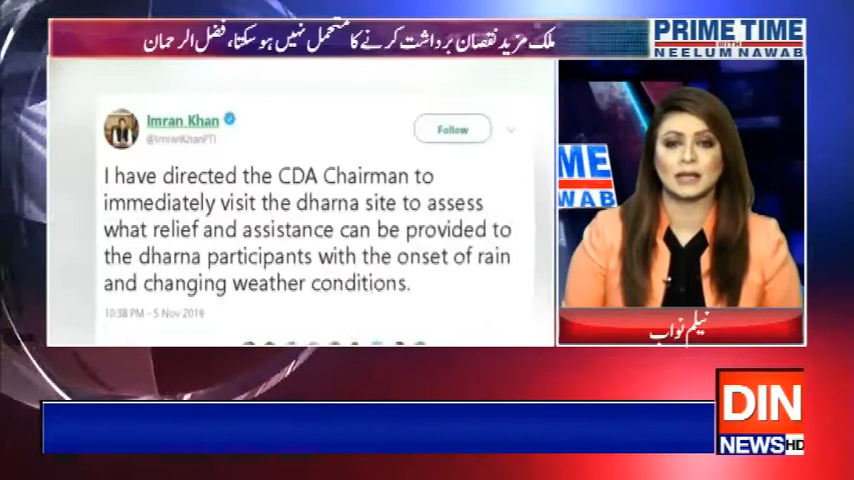 ملک مزید نقصان برداشت کرنے کا متحمل نہیں ہو سکتا، فضل الرحمان
PRIME TIME
WITH
NEELUM NAWAB
Imran Khan
@ImranKhanPTI
Follow
I have directed the CDA Chairman to
immediately visit the dharna site to assess
what relief and assistance can be provided to
the dharna participants with the onset of rain
and changing weather conditions.
10:38 PM - 5 Nov 2019
ME
WAB
نیلم نواب
DIN
NEWS HD